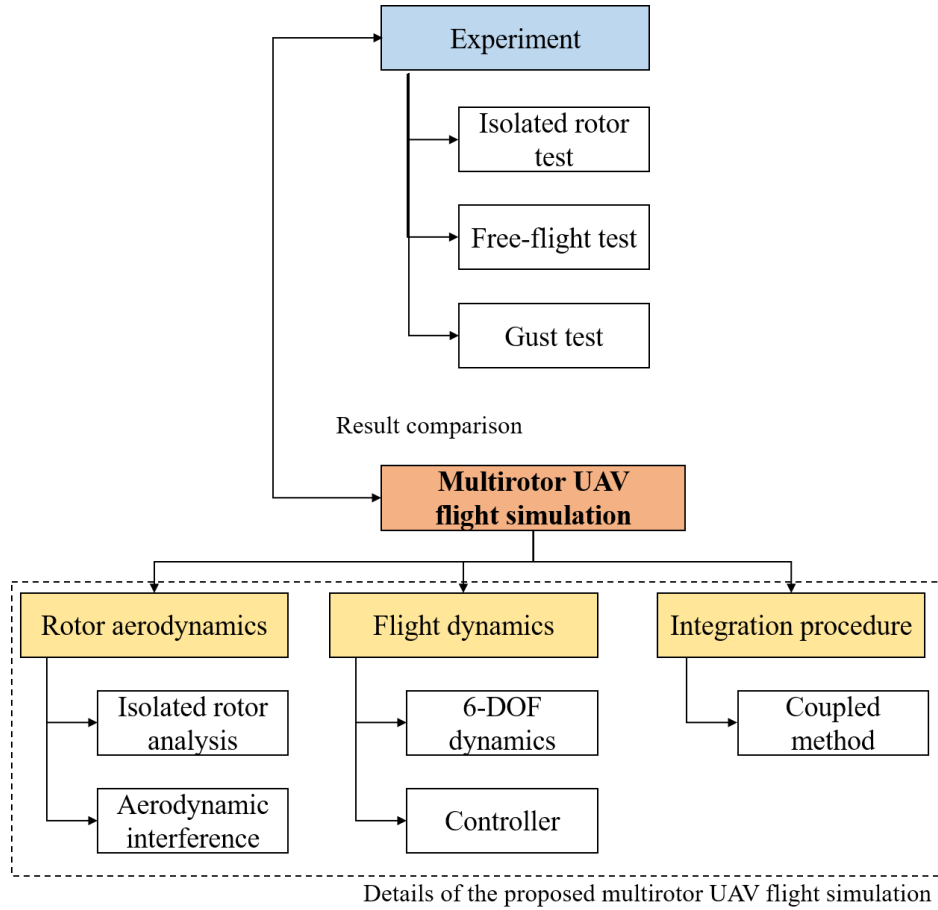 Experiment
Isolated rotor
test
Free-flight test
Gust test
Result comparison
Multirotor UAV
flight simulation
Rotor aerodynamics
Isolated rotor
analysis
Aerodynamic
interference
Flight dynamics
6-DOF
dynamics
Controller
Integration procedure
Coupled
method
Details of the proposed multirotor UAV flight simulation